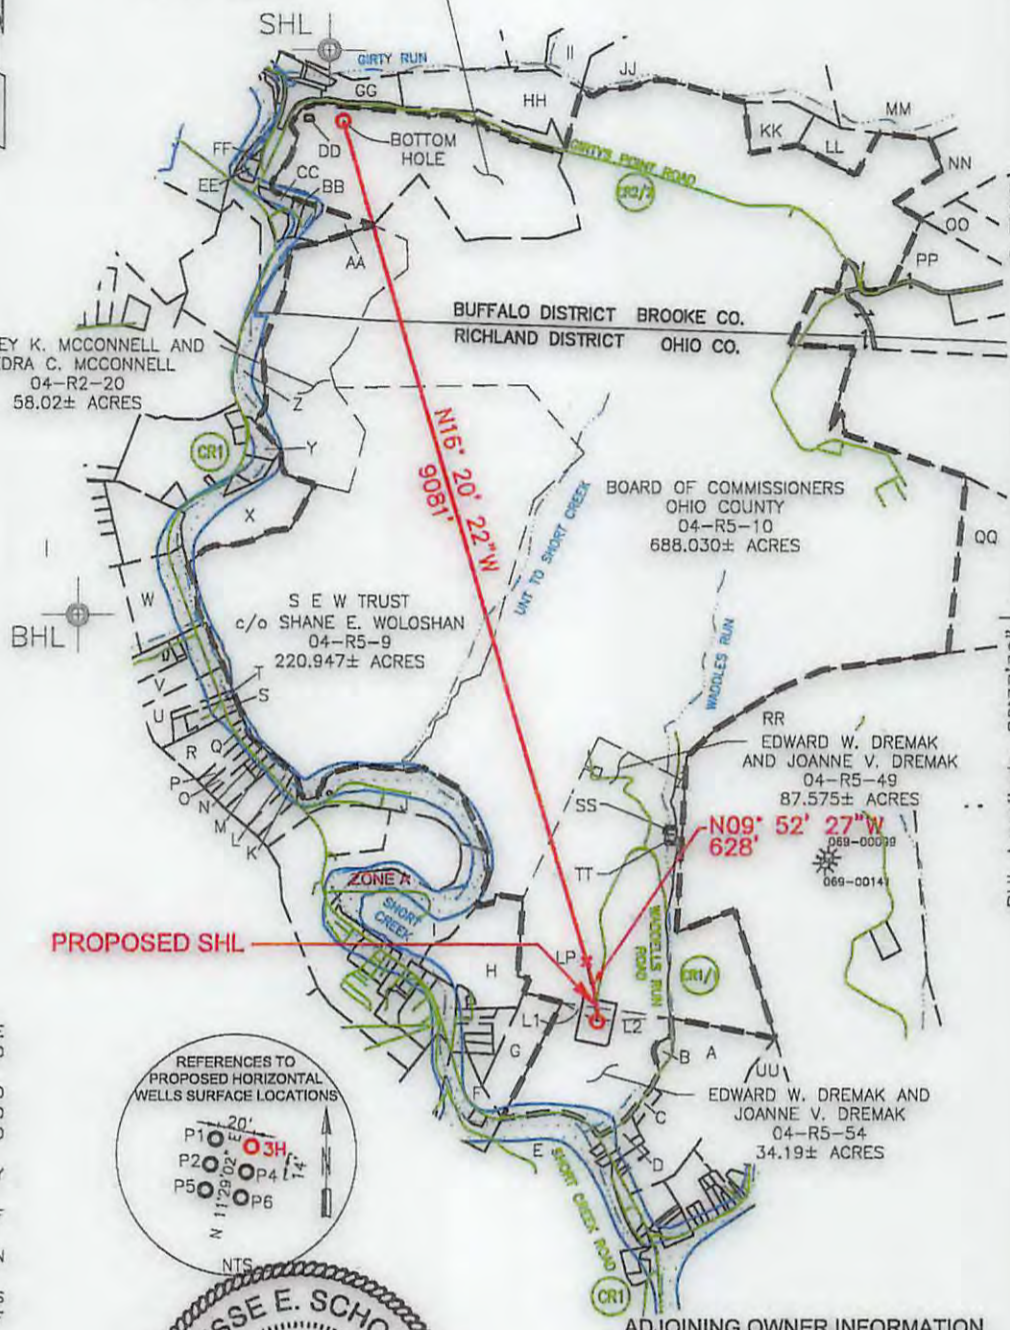 SHL
GIRTY RUN
II
JJ
GG
HH
MM
KK
LL
NN
DD
BOTTOM
HOLE
FF
EE
CC
BB
GIRTYS POINT ROAD
CR2/2
OO
PP
AA
BUFFALO DISTRICT BROOKE CO.
RICHLAND DISTRICT OHIO CO.
EY K. MCCONNELL AND
DRA C. MCCONNELL
04-R2-20
58.02± ACRES
Z
Y
CR1
N16° 20' 22"W
9081'
BOARD OF COMMISSIONERS
OHIO COUNTY
04-R5-10
688.030± ACRES
QQ
X
I
W
BHL
S E W TRUST
c/o SHANE E. WOLOSHAN
04-R5-9
220.947± ACRES
UNT TO SHORT CREEK
WADDLES RUN
T
S
V
U
R
Q
P
O
N
M
L
K
RR
EDWARD W. DREMAK
AND JOANNE V. DREMAK
04-R5-49
87.575± ACRES
SS
N09° 52' 27"W
628'
069-00099
069-00141
TT
ZONE A
SHORT
CREEK
PROPOSED SHL
H
LP
WADDELLS RUN
ROAD
CR1/1
L1
L2
G
B
A
UU
F
EDWARD W. DREMAK AND
JOANNE V. DREMAK
04-R5-54
34.19± ACRES
C
D
E
SHORT CREEK ROAD
CR1
REFERENCES TO
PROPOSED HORIZONTAL
WELLS SURFACE LOCATIONS
20'
P1
3H
P2
P4
14'
P5
P6
N 11°29'02" E
N
NTS
SSE E. SCHO
ADJOINING OWNER INFORMATION